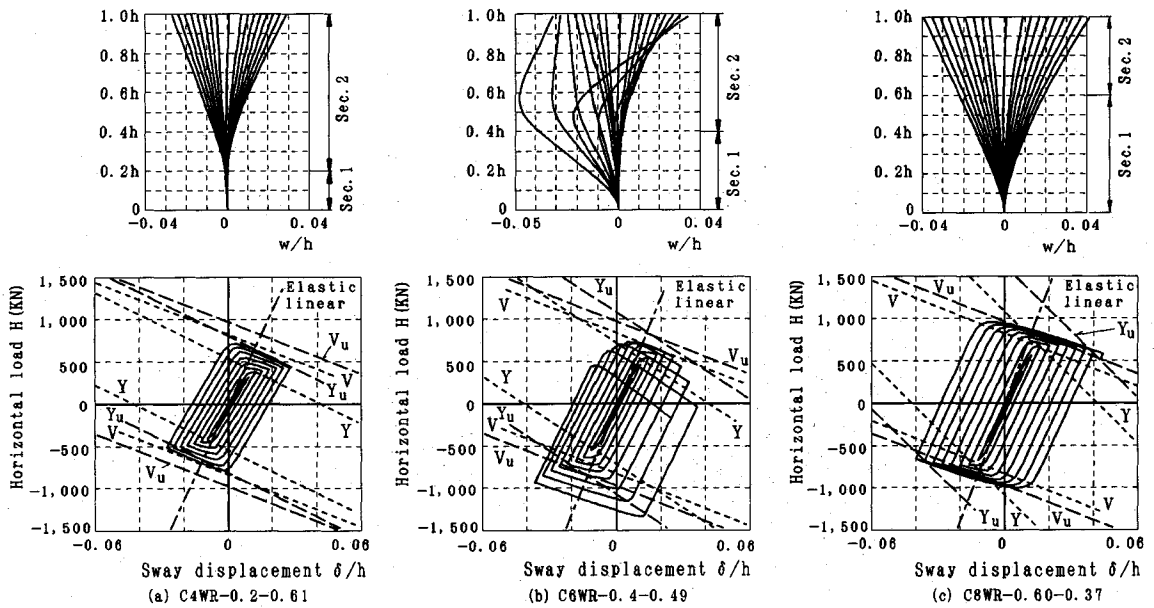 1.0h
0.8h
0.6h
0.4h
0.2h
0
-0.04 0 0.04
w/h
Sec. 2
Sec. 1
1.0h
0.8h
0.6h
0.4h
0.2h
0
-0.05 0 0.04
w/h
Sec. 2
Sec. 1
1.0h
0.8h
0.6h
0.4h
0.2h
0
-0.04 0 0.04
w/h
Sec. 2
Sec. 1
Horizontal load H (KN)
1,500
1,000
500
0
-500
-1,000
-1,500
Elastic
linear
Vu
V
Yu
Y
Y
Yu
V
Vu
-0.06 0 0.06
Sway displacement δ/h
(a) C4WR-0.2-0.61
Horizontal load H (KN)
1,500
1,000
500
0
-500
-1,000
-1,500
Yu
V
Elastic
linear
Vu
V
Y
Y
Yu
V
-0.06 0 0.06
Sway displacement δ/h
(b) C6WR-0.4-0.49
Horizontal load H (KN)
1,500
1,000
500
0
-500
-1,000
-1,500
Vu
Y
V
Elastic
linear
Yu
Y
V
Yu Y Vu
-0.06 0 0.06
Sway displacement δ/h
(c) C8WR-0.60-0.37